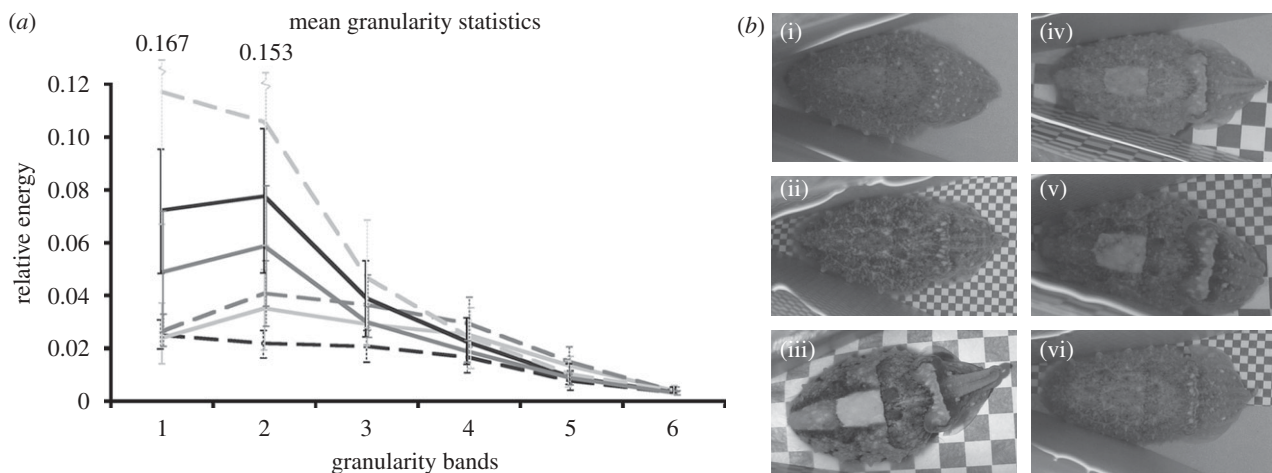 (a)
mean granularity statistics
0.167
0.153
0.12
0.10
0.08
0.06
0.04
0.02
0
relative energy
1 2 3 4 5 6
granularity bands
(b)
(i)
(ii)
(iii)
(iv)
(v)
(vi)